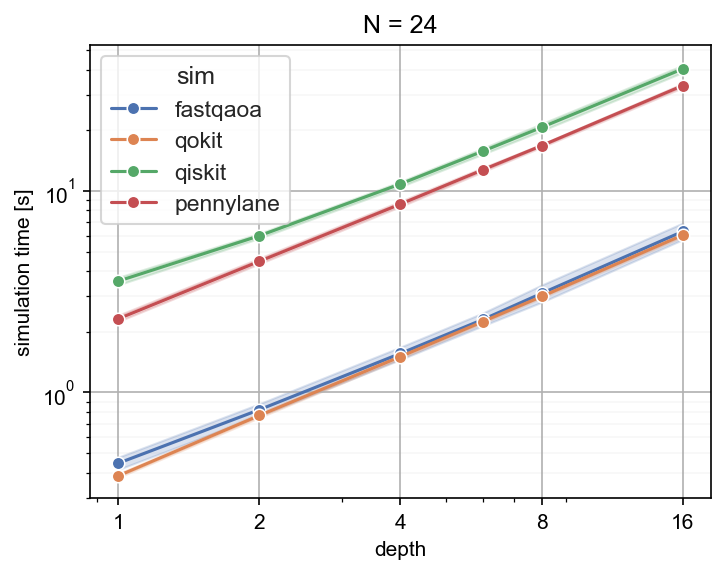 N = 24
sim
fastqaoa
qokit
qiskit
pennylane
10^1
10^0
simulation time [s]
1 2 4 8 16
depth